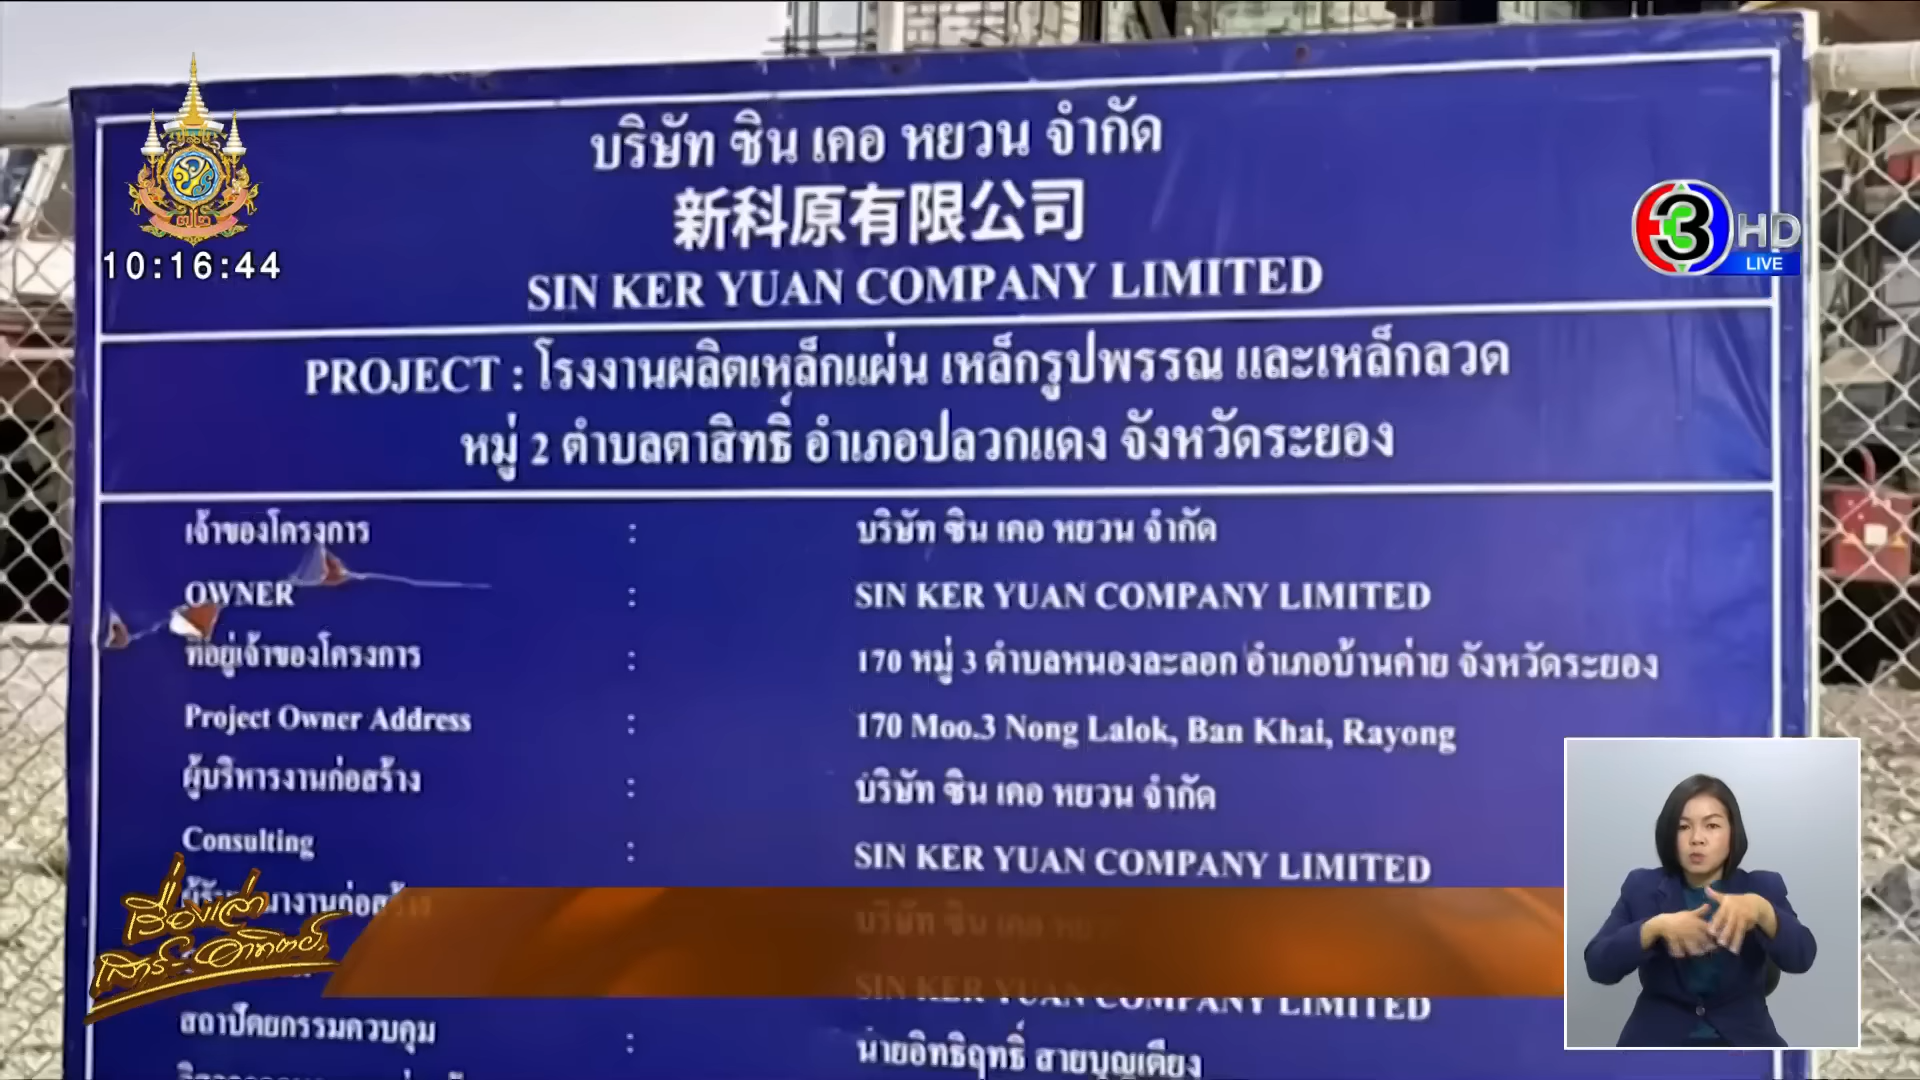 บริษัท ซิน เคอ หยวน จำกัด
新科原有限公司
SIN KER YUAN COMPANY LIMITED
10:16:44
3 HD
LIVE
PROJECT : โรงงานผลิตเหล็กแผ่น เหล็กรูปพรรณ และเหล็กลวด
หมู่ 2 ตำบลตาสิทธิ์ อำเภอปลวกแดง จังหวัดระยอง
เจ้าของโครงการ : บริษัท ซิน เคอ หยวน จำกัด
OWNER : SIN KER YUAN COMPANY LIMITED
ที่อยู่เจ้าของโครงการ : 170 หมู่ 3 ตำบลหนองละลอก อำเภอบ้านค่าย จังหวัดระยอง
Project Owner Address : 170 Moo.3 Nong Lalok, Ban Khai, Rayong
ผู้บริหารงานก่อสร้าง : บริษัท ซิน เคอ หยวน จำกัด
Consulting : SIN KER YUAN COMPANY LIMITED
บริษัท ซิน เคอ
เรื่องเล่า
เสาร์-อาทิตย์
SIN KER YUAN COMPANY LIMITED
สถาปัตยกรรมควบคุม : นายอิทธิฤทธิ์ สายบุญเตียง